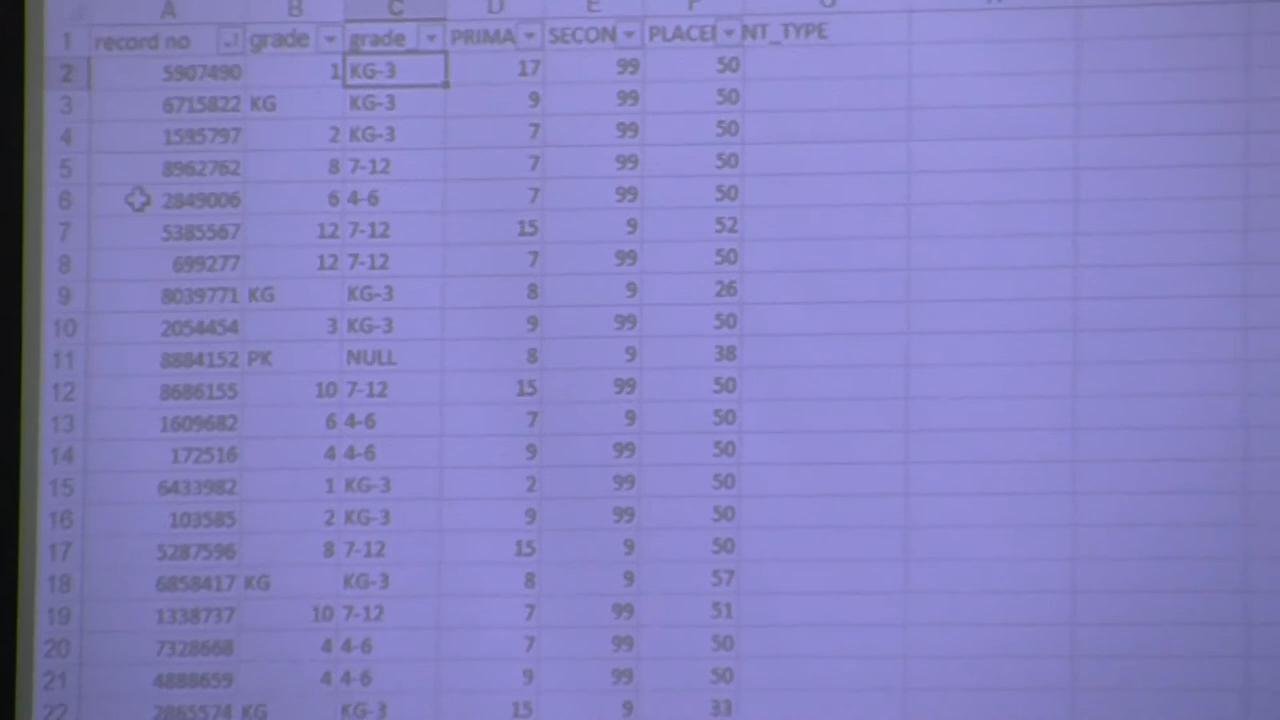 A B C D E F
1 record no grade grade PRIMA SECON PLACEI NT_TYPE
2 5907490 1 KG-3 17 99 50
3 6715822 KG KG-3 9 99 50
4 1595797 2 KG-3 7 99 50
5 8962762 8 7-12 7 99 50
6 2849006 6 4-6 7 99 50
7 5385567 12 7-12 15 9 52
8 699277 12 7-12 7 99 50
9 8039771 KG KG-3 8 9 26
10 2054454 3 KG-3 9 99 50
11 8884152 PK NULL 8 9 38
12 8686155 10 7-12 15 99 50
13 1609682 6 4-6 7 9 50
14 172516 4 4-6 9 99 50
15 6433982 1 KG-3 2 99 50
16 103585 2 KG-3 9 99 50
17 5287596 8 7-12 15 9 50
18 6858417 KG KG-3 8 9 57
19 1338737 10 7-12 7 99 51
20 7328668 4 4-6 7 99 50
21 4888659 4 4-6 9 99 50
22 2865574 KG KG-3 15 9 33